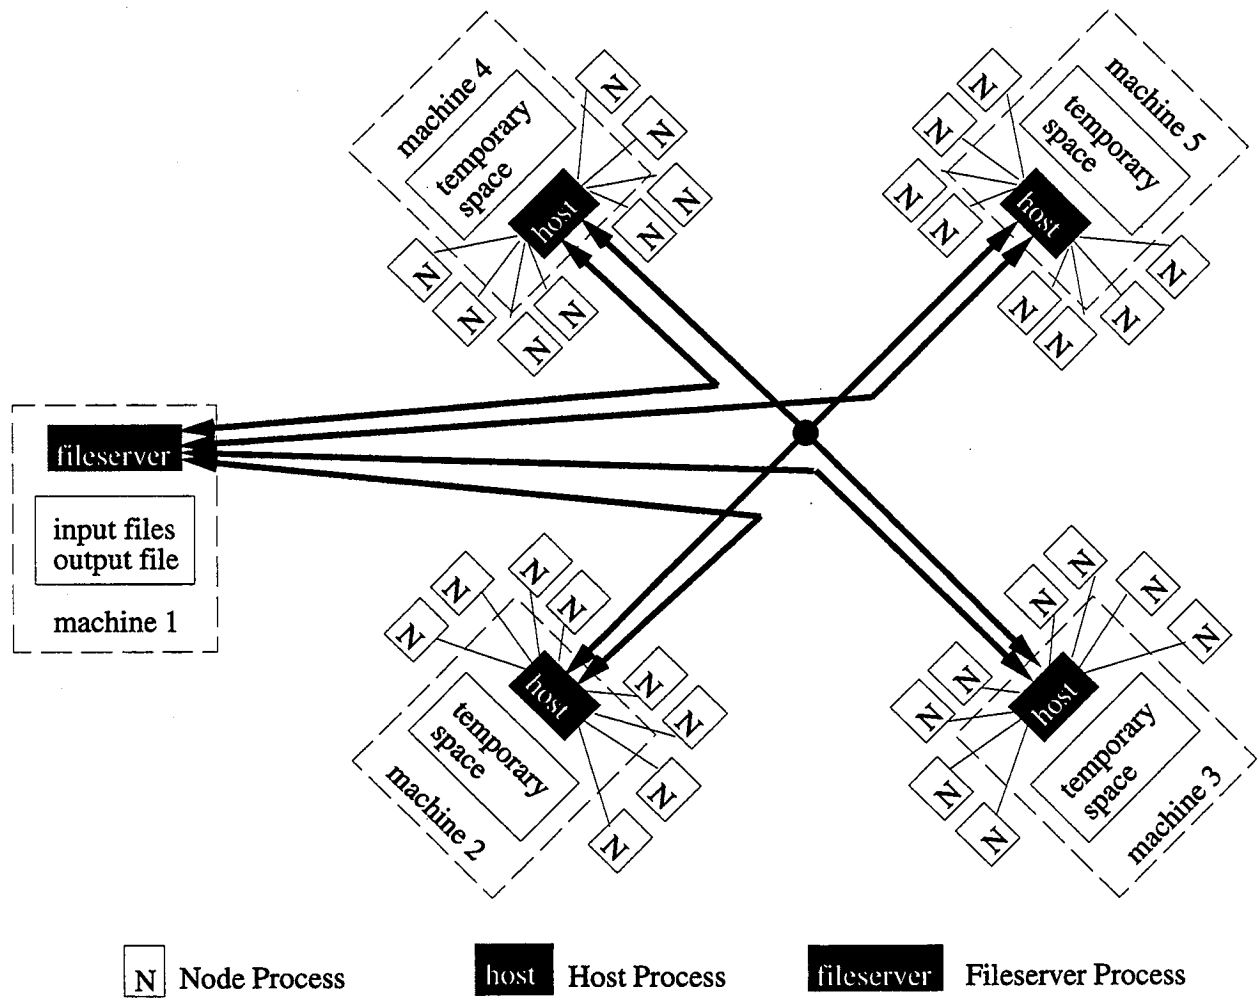 machine 4
temporary
space
host
N
N
N
N
N
N
N
N
machine 5
temporary
space
host
N
N
N
N
N
N
N
N
fileserver
input files
output file
machine 1
N
N
N
N
N
N
N
N
host
temporary
space
machine 2
N
N
N
N
N
N
N
N
host
temporary
space
machine 3
N Node Process
host Host Process
fileserver Fileserver Process